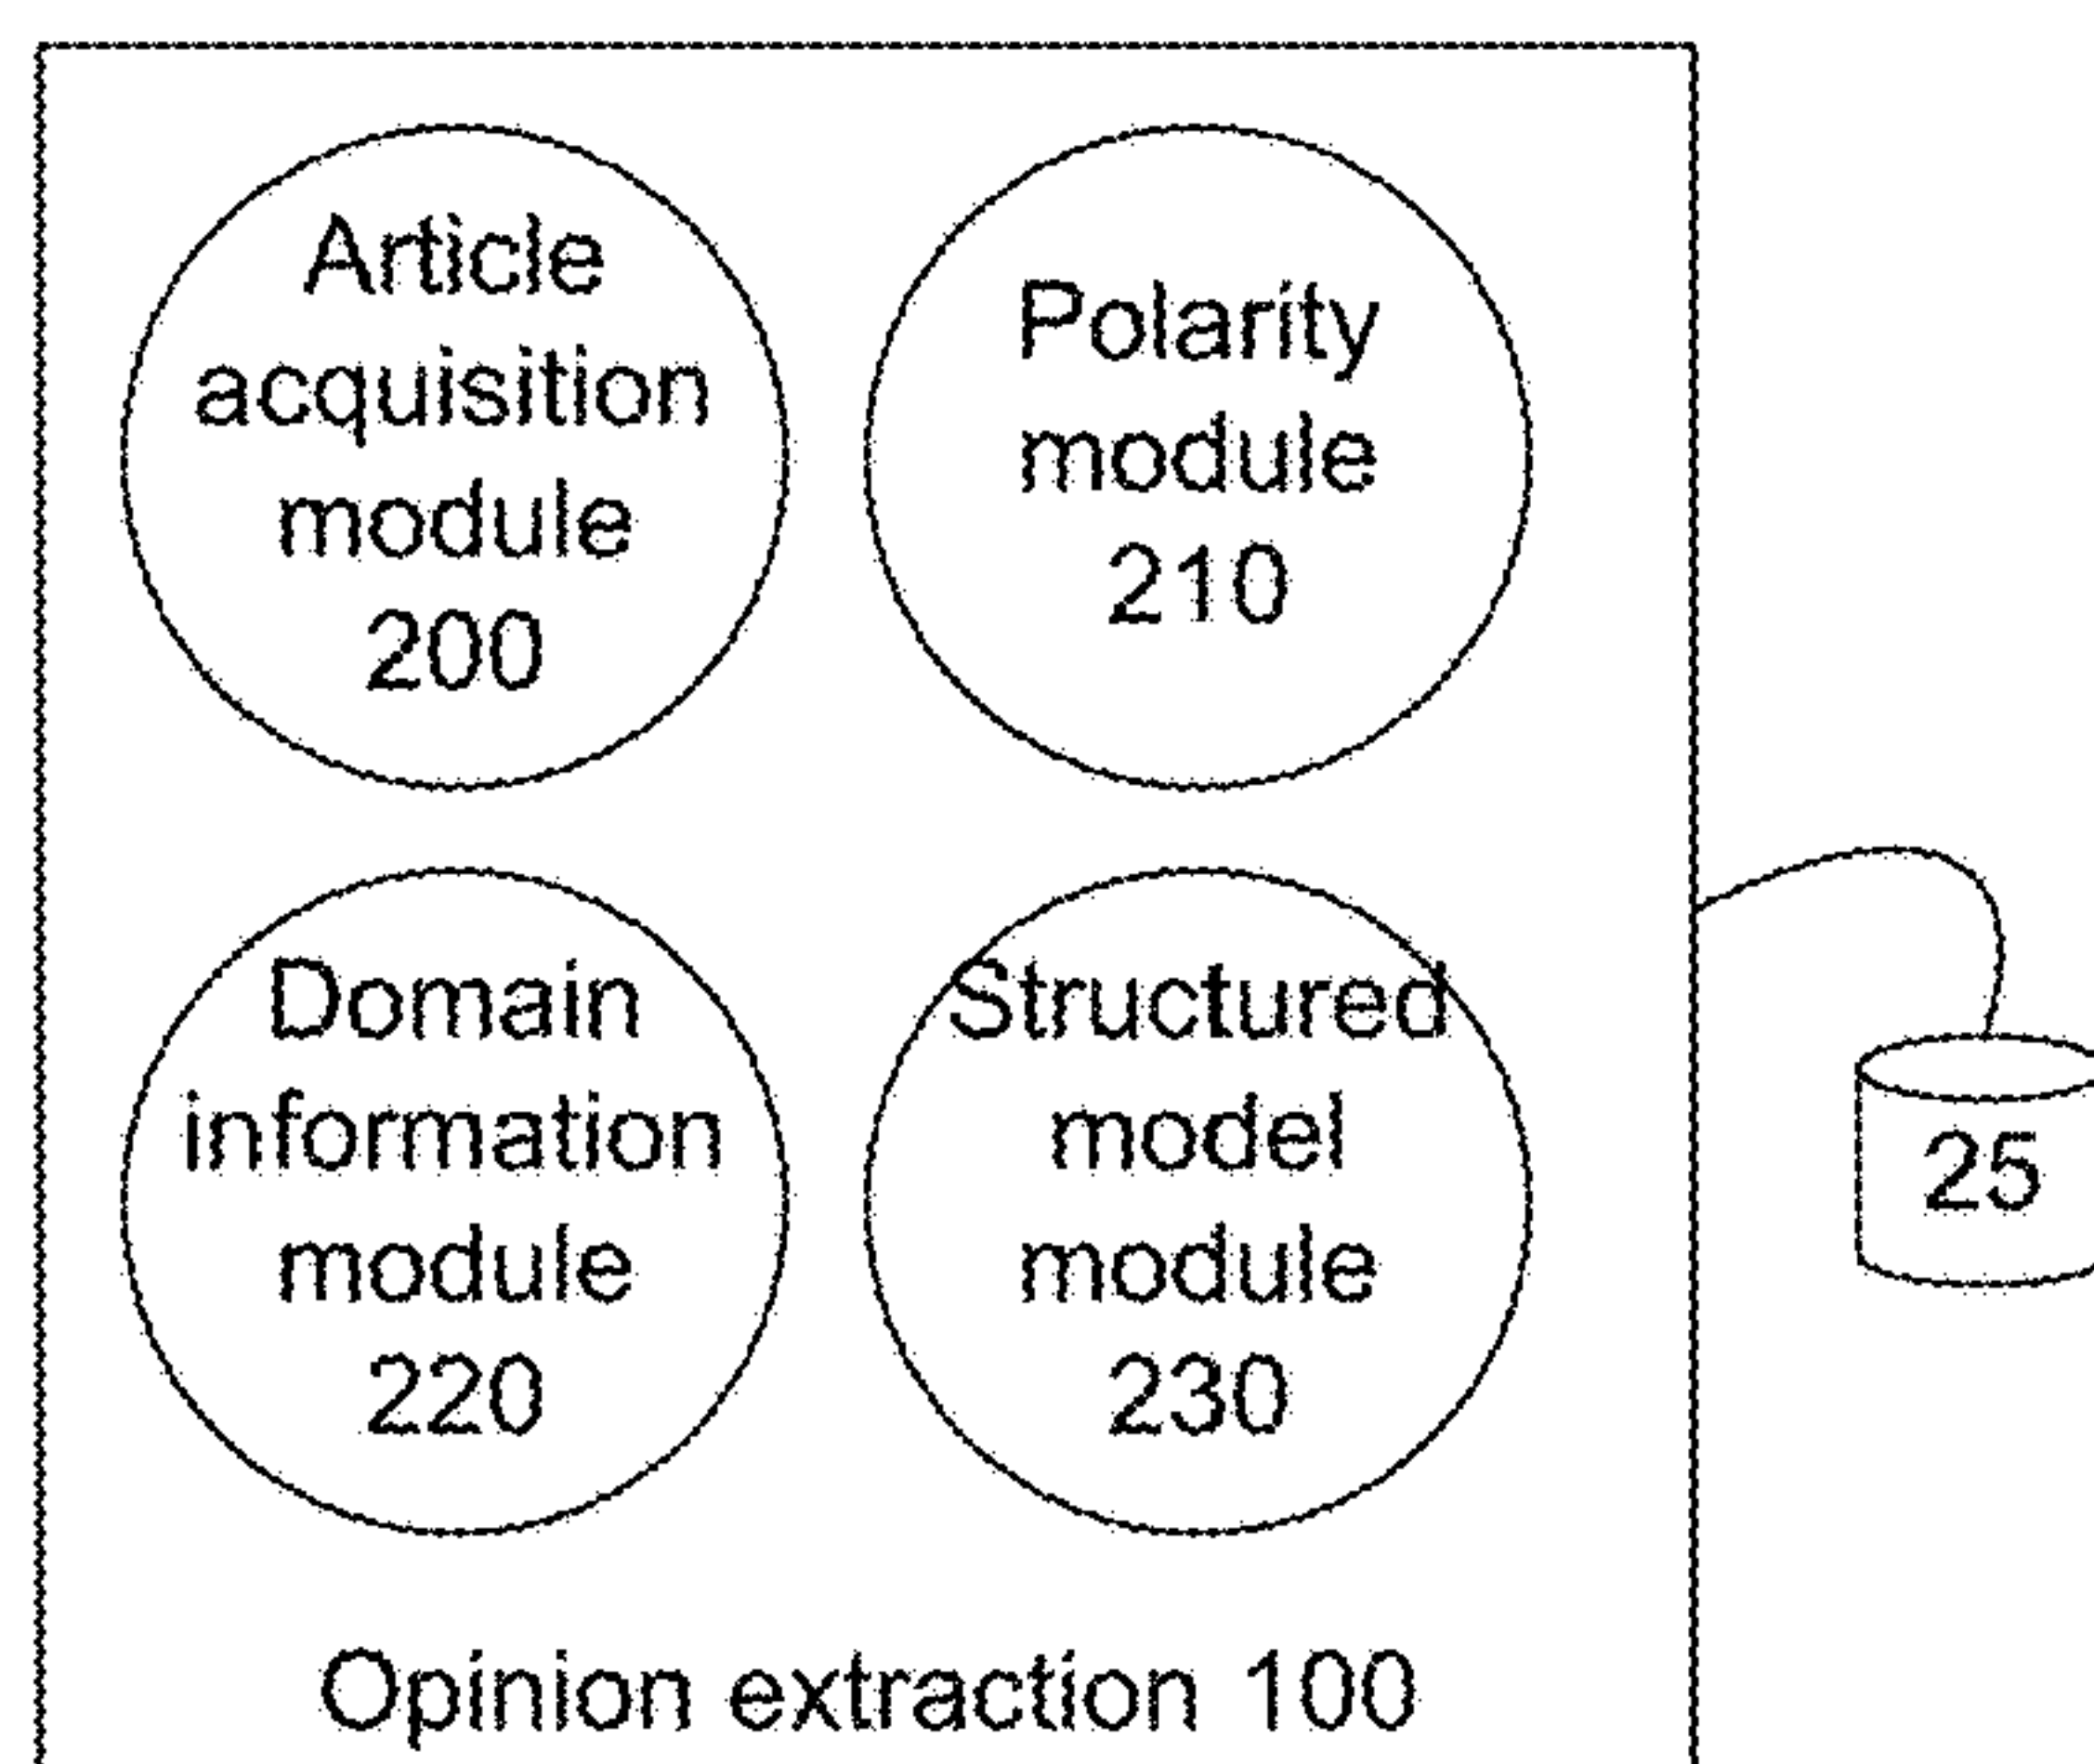 Article
acquisition
module
200
Polarity
module
210
Domain
information
module
220
Structured
model
module
230
25
Opinion extraction 100